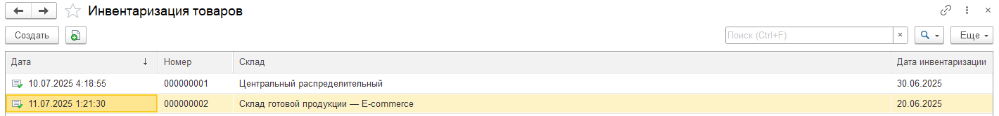 Инвентаризация товаров
Создать Поиск (Ctrl+F) × Еще
Дата ↓ Номер Склад Дата инвентаризации
10.07.2025 4:18:55 000000001 Центральный распределительный 30.06.2025
11.07.2025 1:21:30 000000002 Склад готовой продукции — E-commerce 20.06.2025